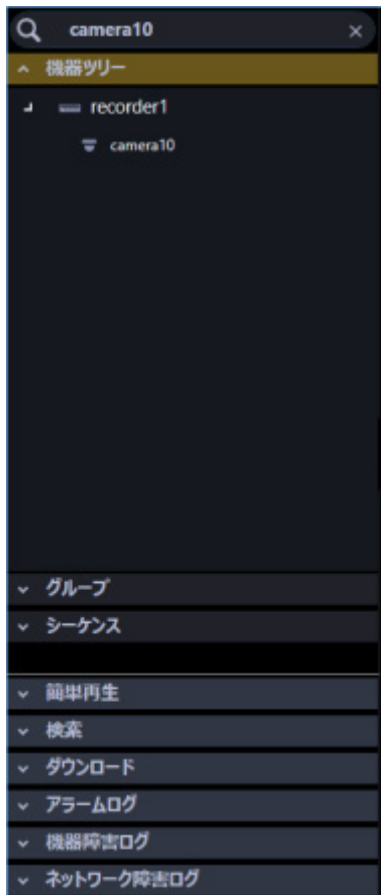 camera10
機器ツリー
recorder1
camera10
グループ
シーケンス
簡単再生
検索
ダウンロード
アラームログ
機器障害ログ
ネットワーク障害ログ